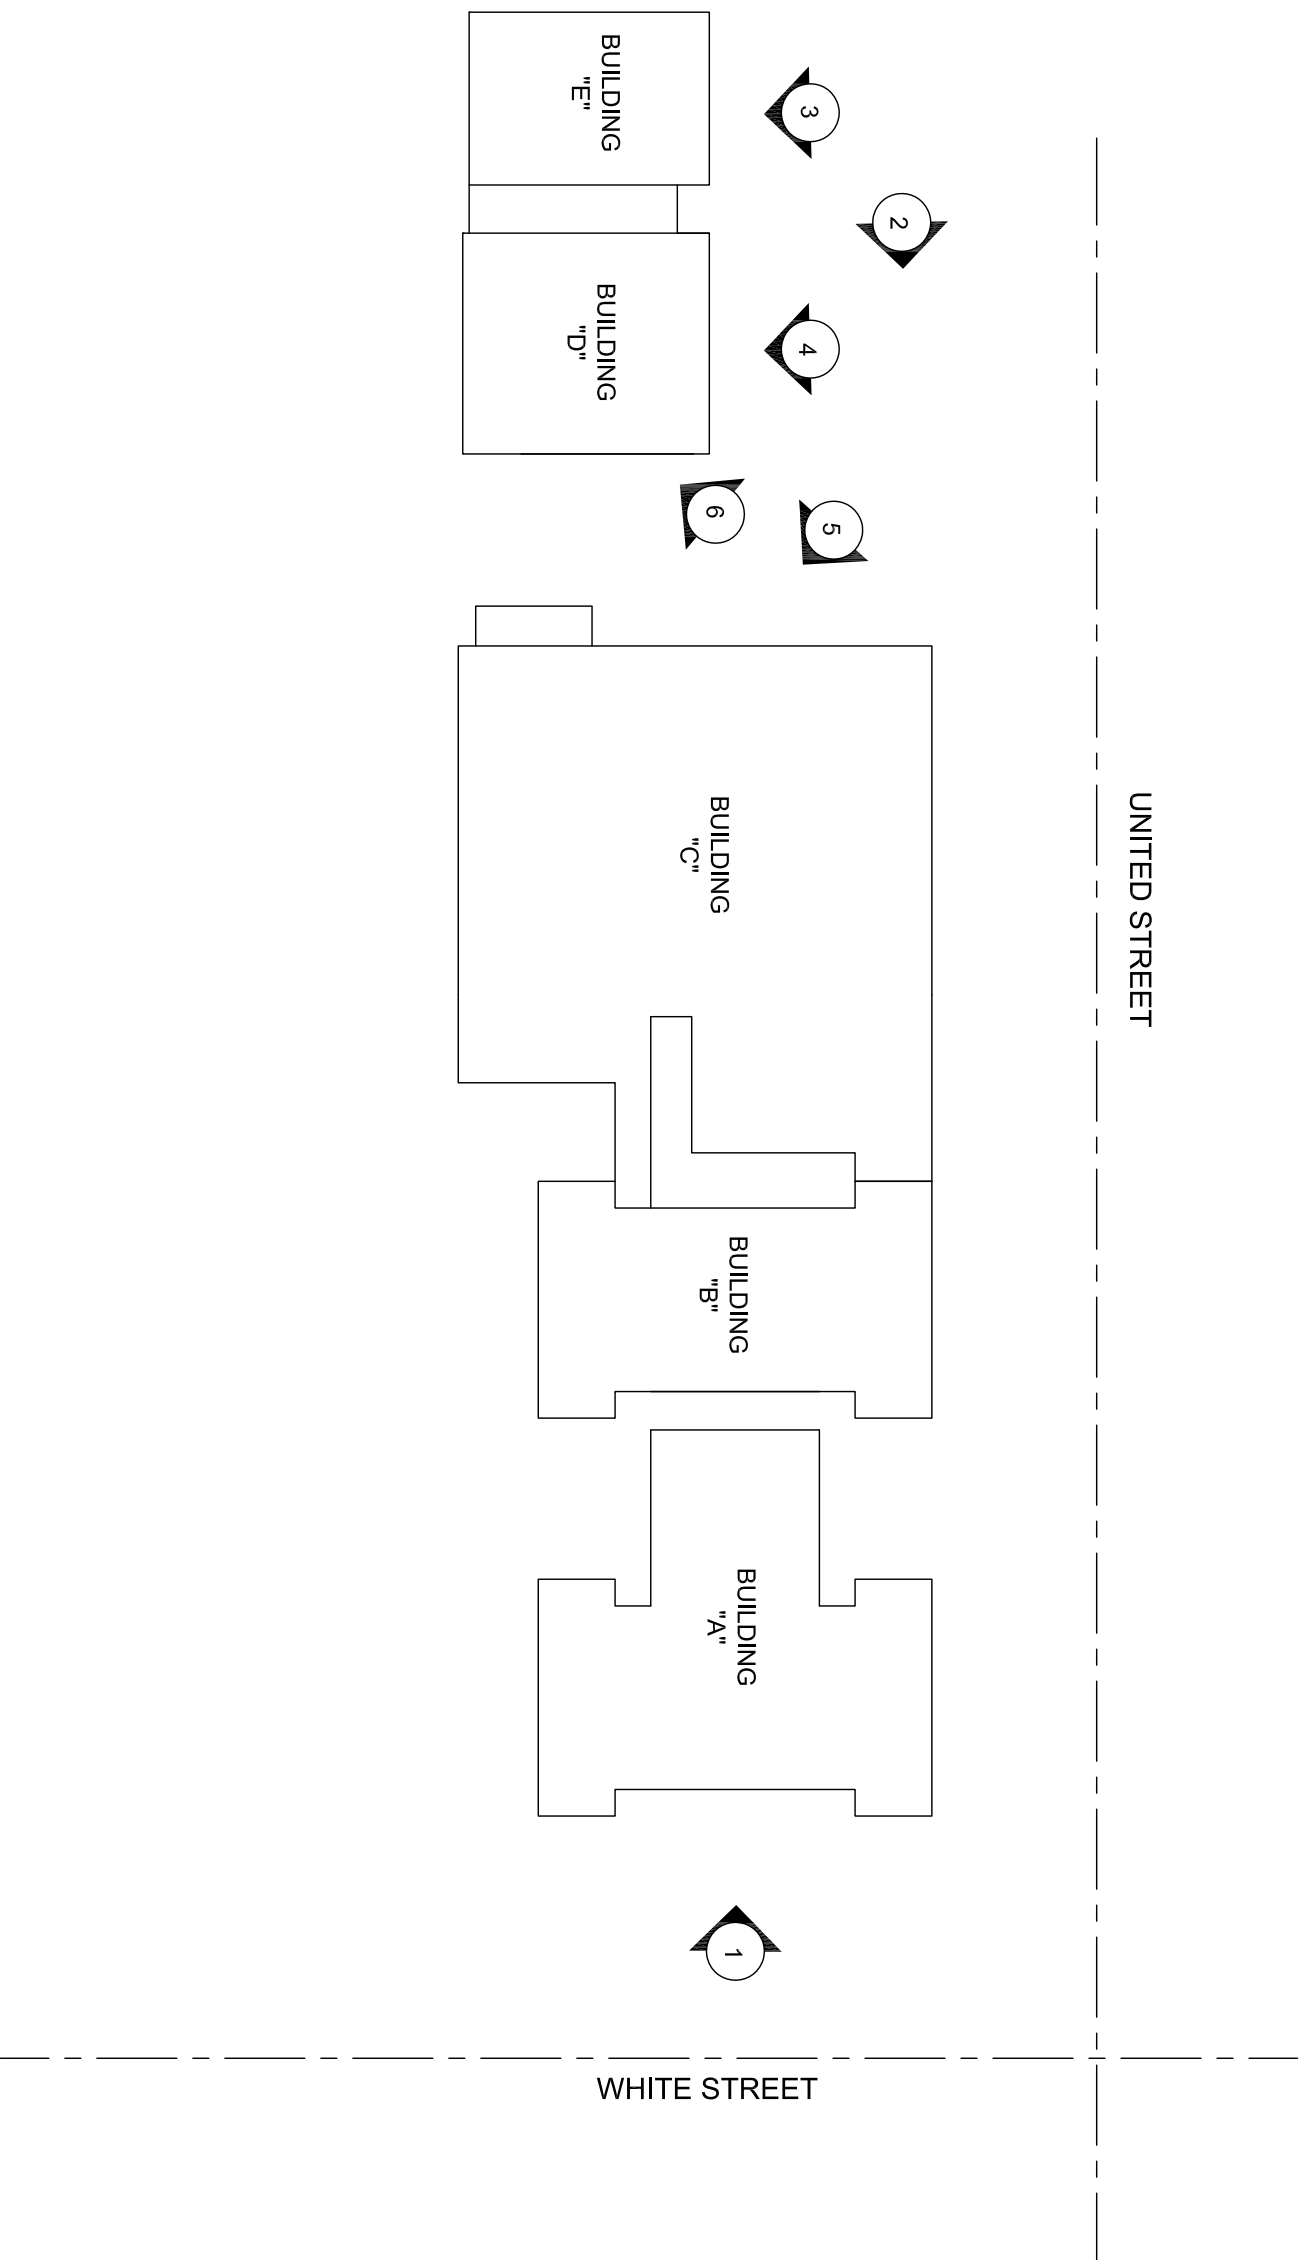 BUILDING
"E"
3
2
BUILDING
"D"
4
6
5
BUILDING
"C"
UNITED STREET
BUILDING
"B"
BUILDING
"A"
1
WHITE STREET